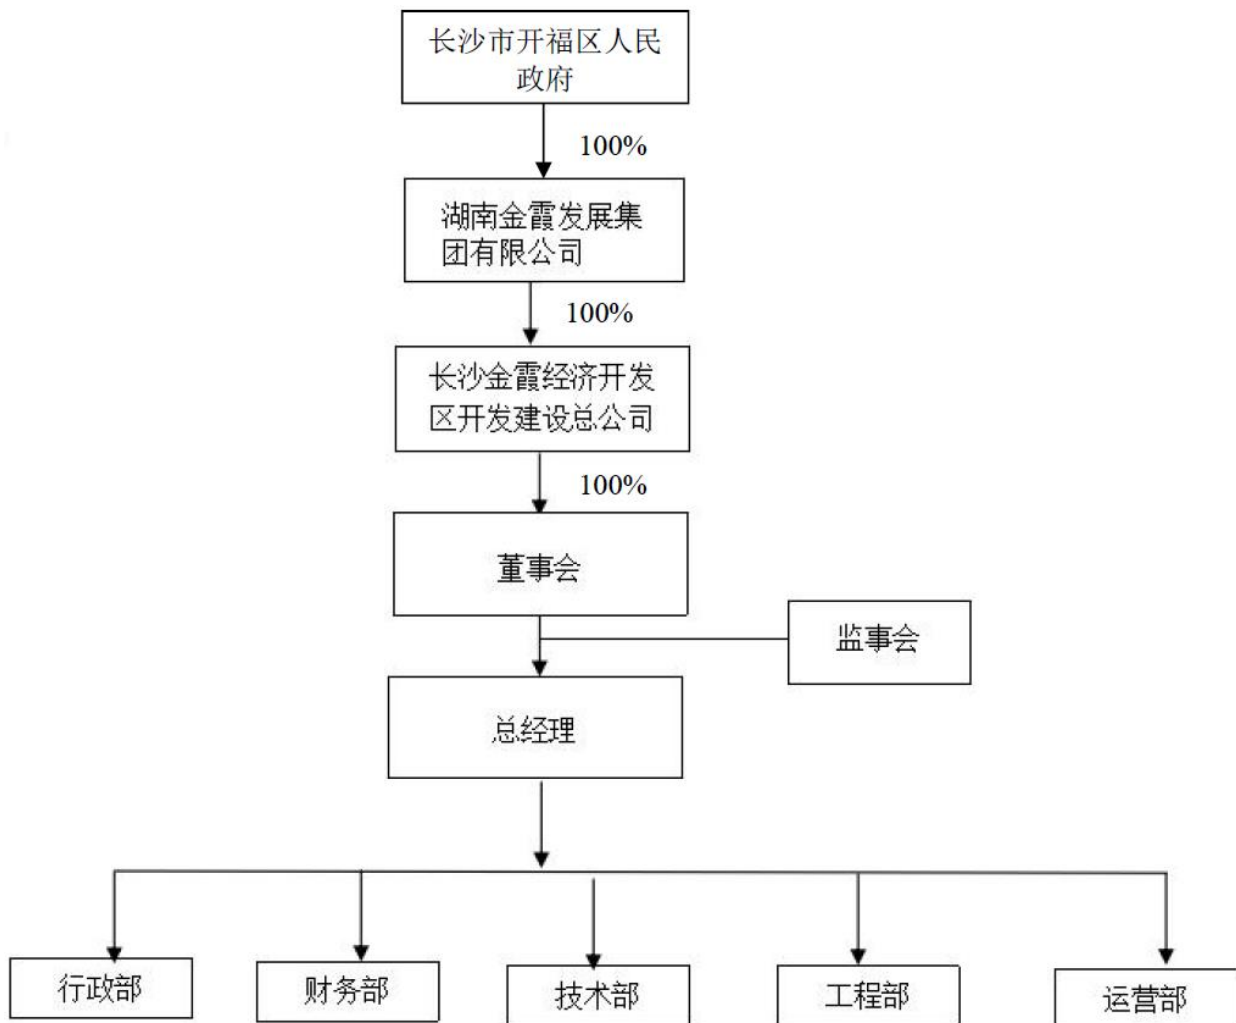 长沙市开福区人民
政府
100%
湖南金霞发展集
团有限公司
100%
长沙金霞经济开发
区开发建设总公司
100%
董事会
监事会
总经理
行政部
财务部
技术部
工程部
运营部